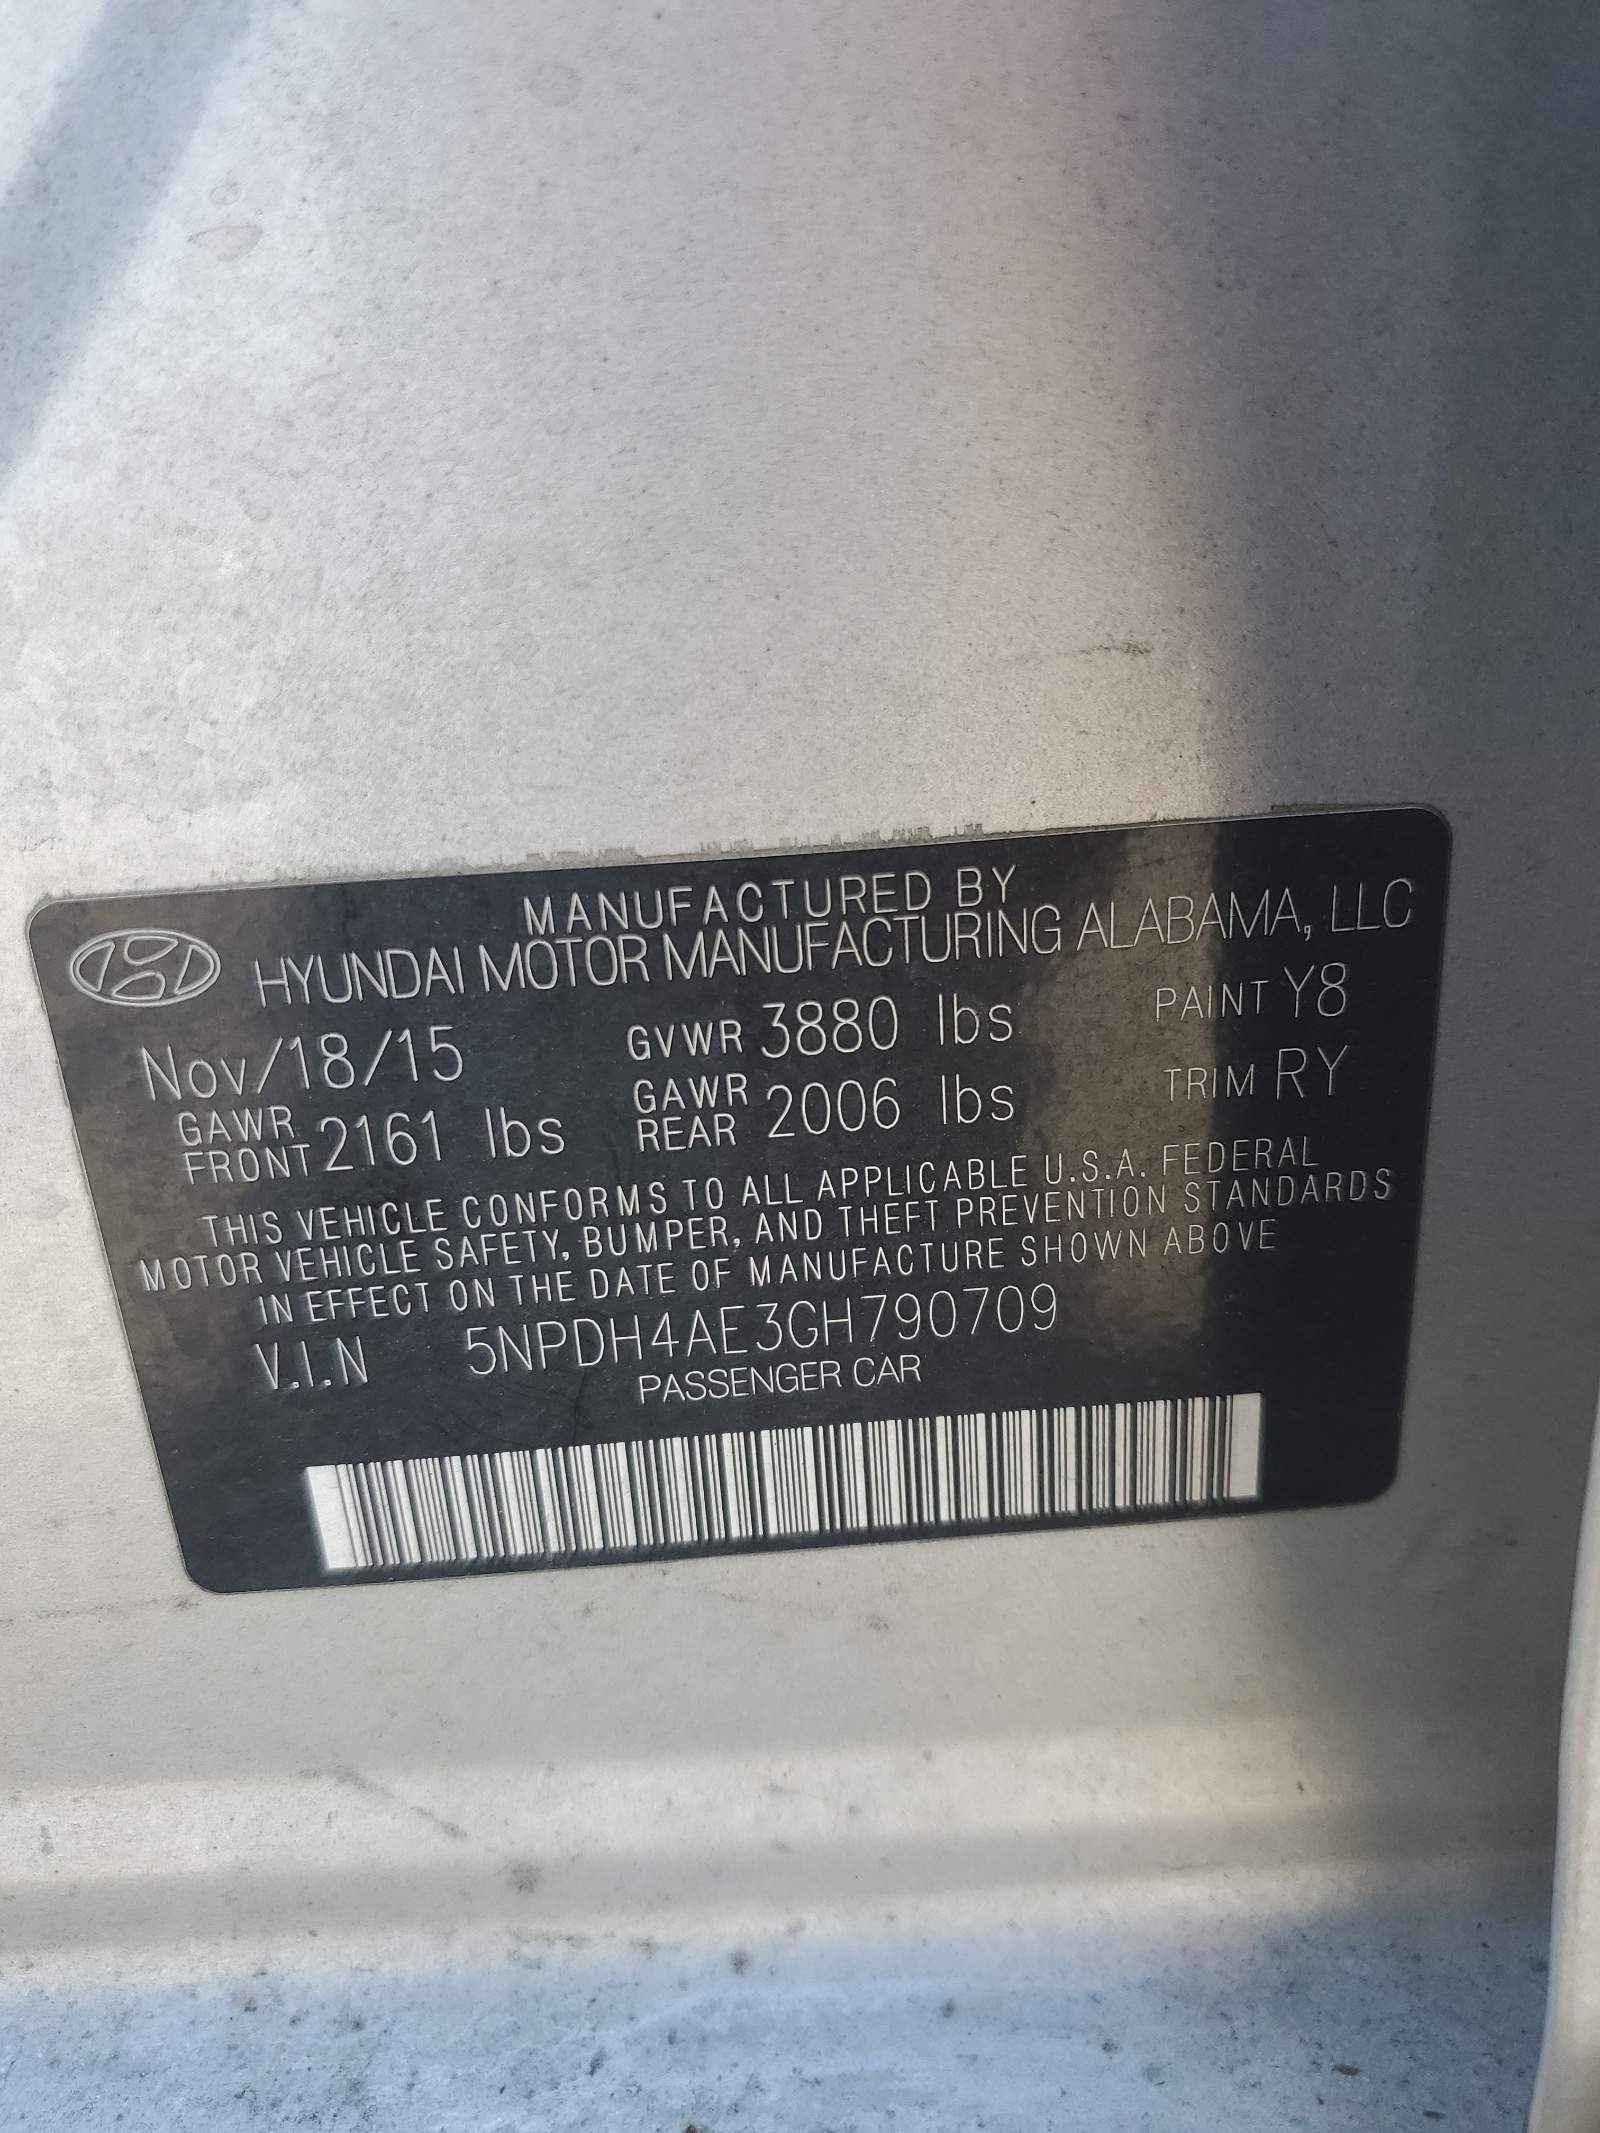 MANUFACTURED BY
HYUNDAI MOTOR MANUFACTURING ALABAMA, LLC
Nov/18/15 GVWR 3880 lbs PAINT Y8
GAWR FRONT 2161 lbs GAWR REAR 2006 lbs TRIM RY
THIS VEHICLE CONFORMS TO ALL APPLICABLE U.S.A. FEDERAL
MOTOR VEHICLE SAFETY, BUMPER, AND THEFT PREVENTION STANDARDS
IN EFFECT ON THE DATE OF MANUFACTURE SHOWN ABOVE
V.I.N 5NPDH4AE3GH790709
PASSENGER CAR